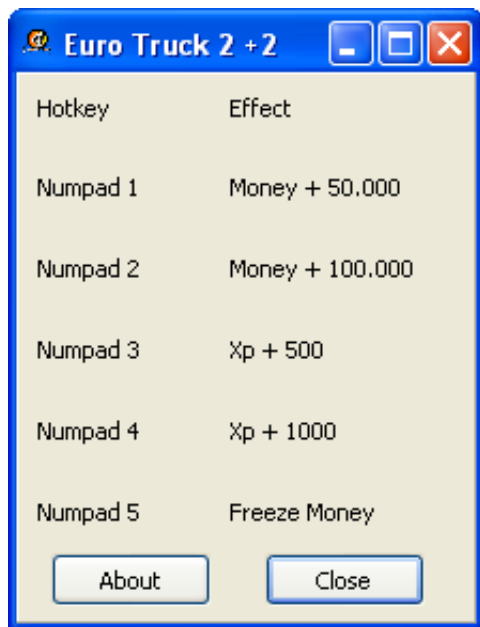 Euro Truck 2 +2
Hotkey Effect
Numpad 1 Money + 50.000
Numpad 2 Money + 100.000
Numpad 3 Xp + 500
Numpad 4 Xp + 1000
Numpad 5 Freeze Money
About Close